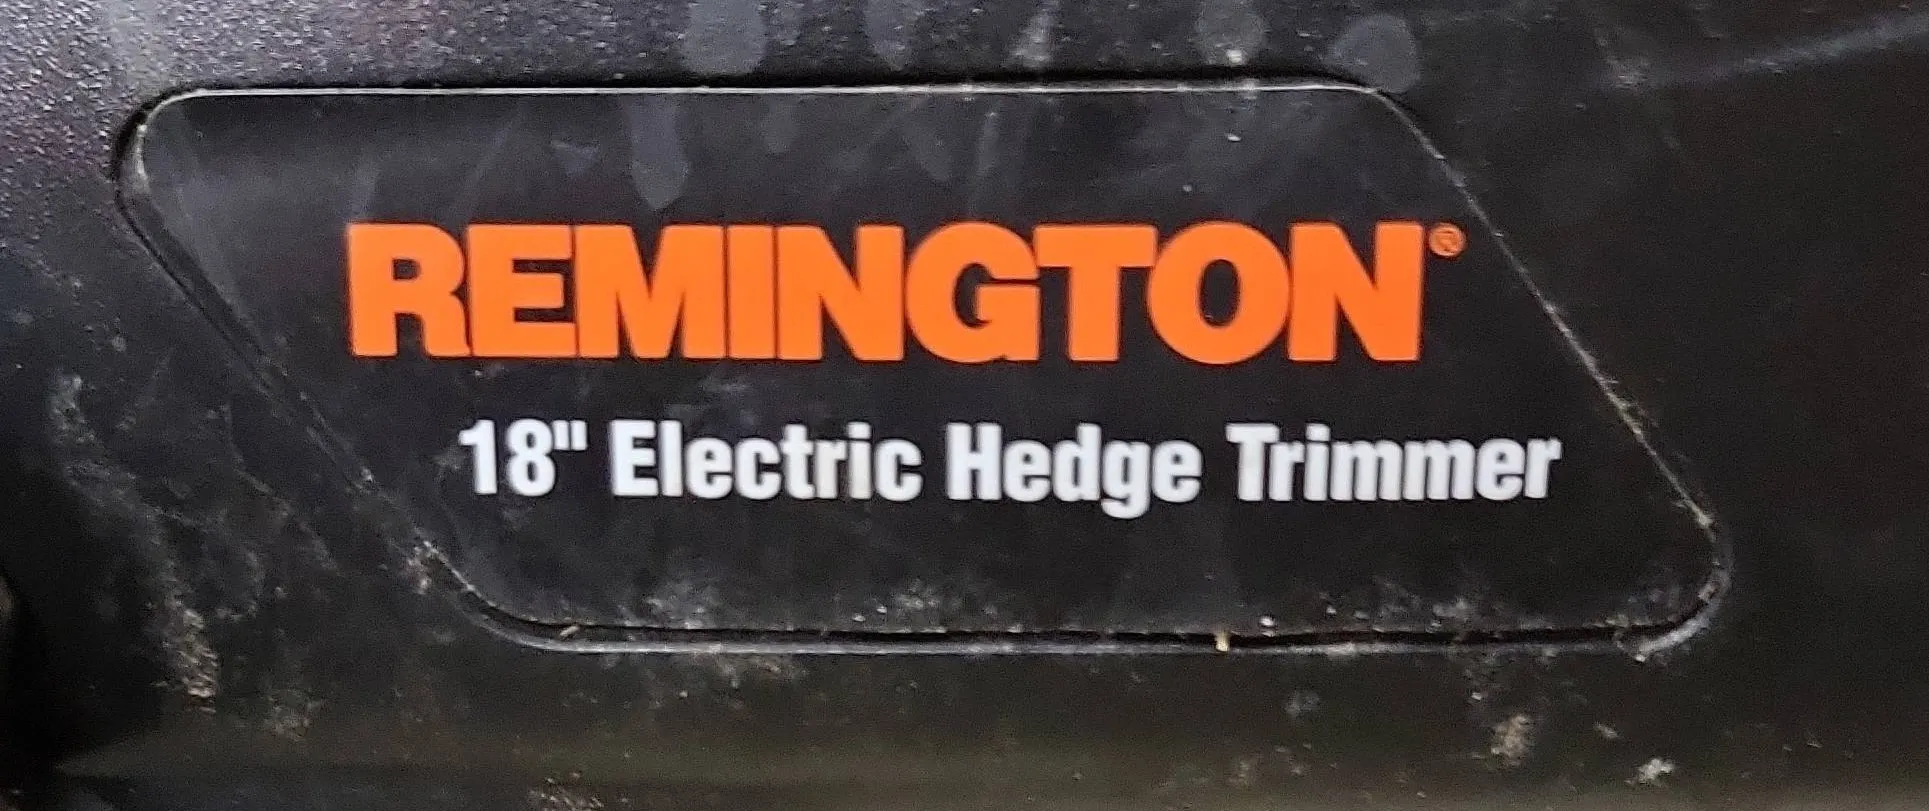 REMINGTON®
18" Electric Hedge Trimmer